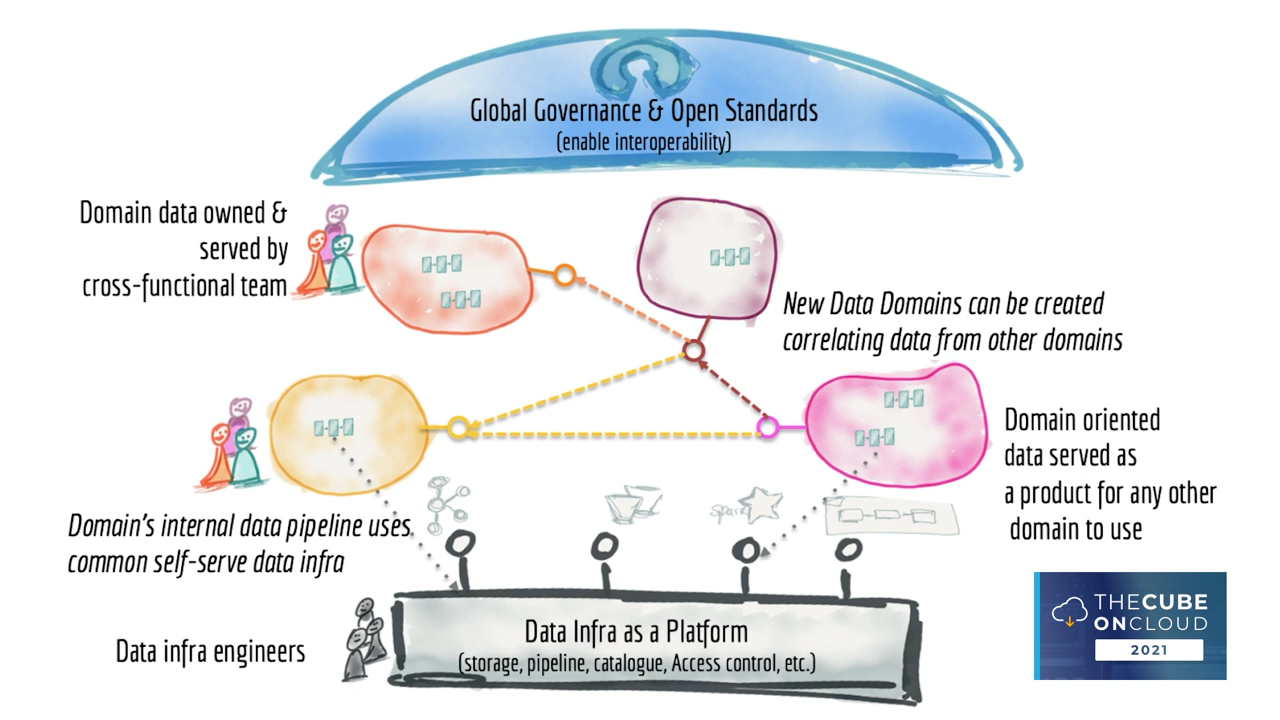 Global Governance & Open Standards
(enable interoperability)
Domain data owned &
served by
cross-functional team
New Data Domains can be created
correlating data from other domains
Domain oriented
data served as
a product for any other
domain to use
Domain's internal data pipeline uses
common self-serve data infra
Spark
Data infra engineers
Data Infra as a Platform
(storage, pipeline, catalogue, Access control, etc.)
THECUBE
ONCLOUD
2021